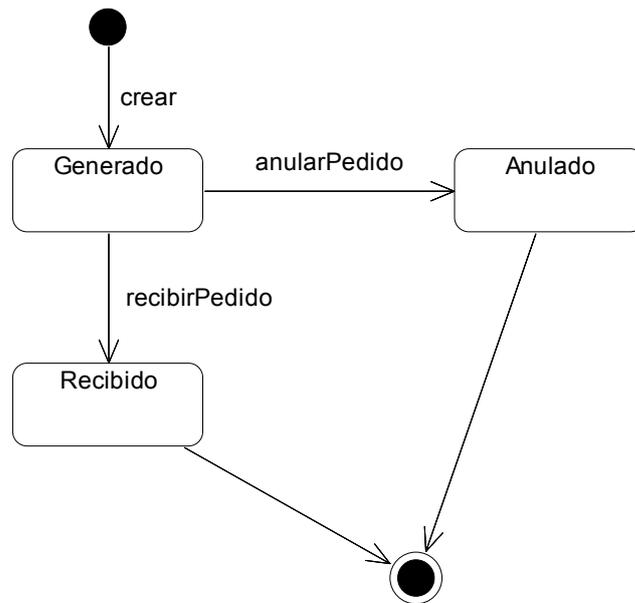 crear
Generado
anularPedido
Anulado
recibirPedido
Recibido